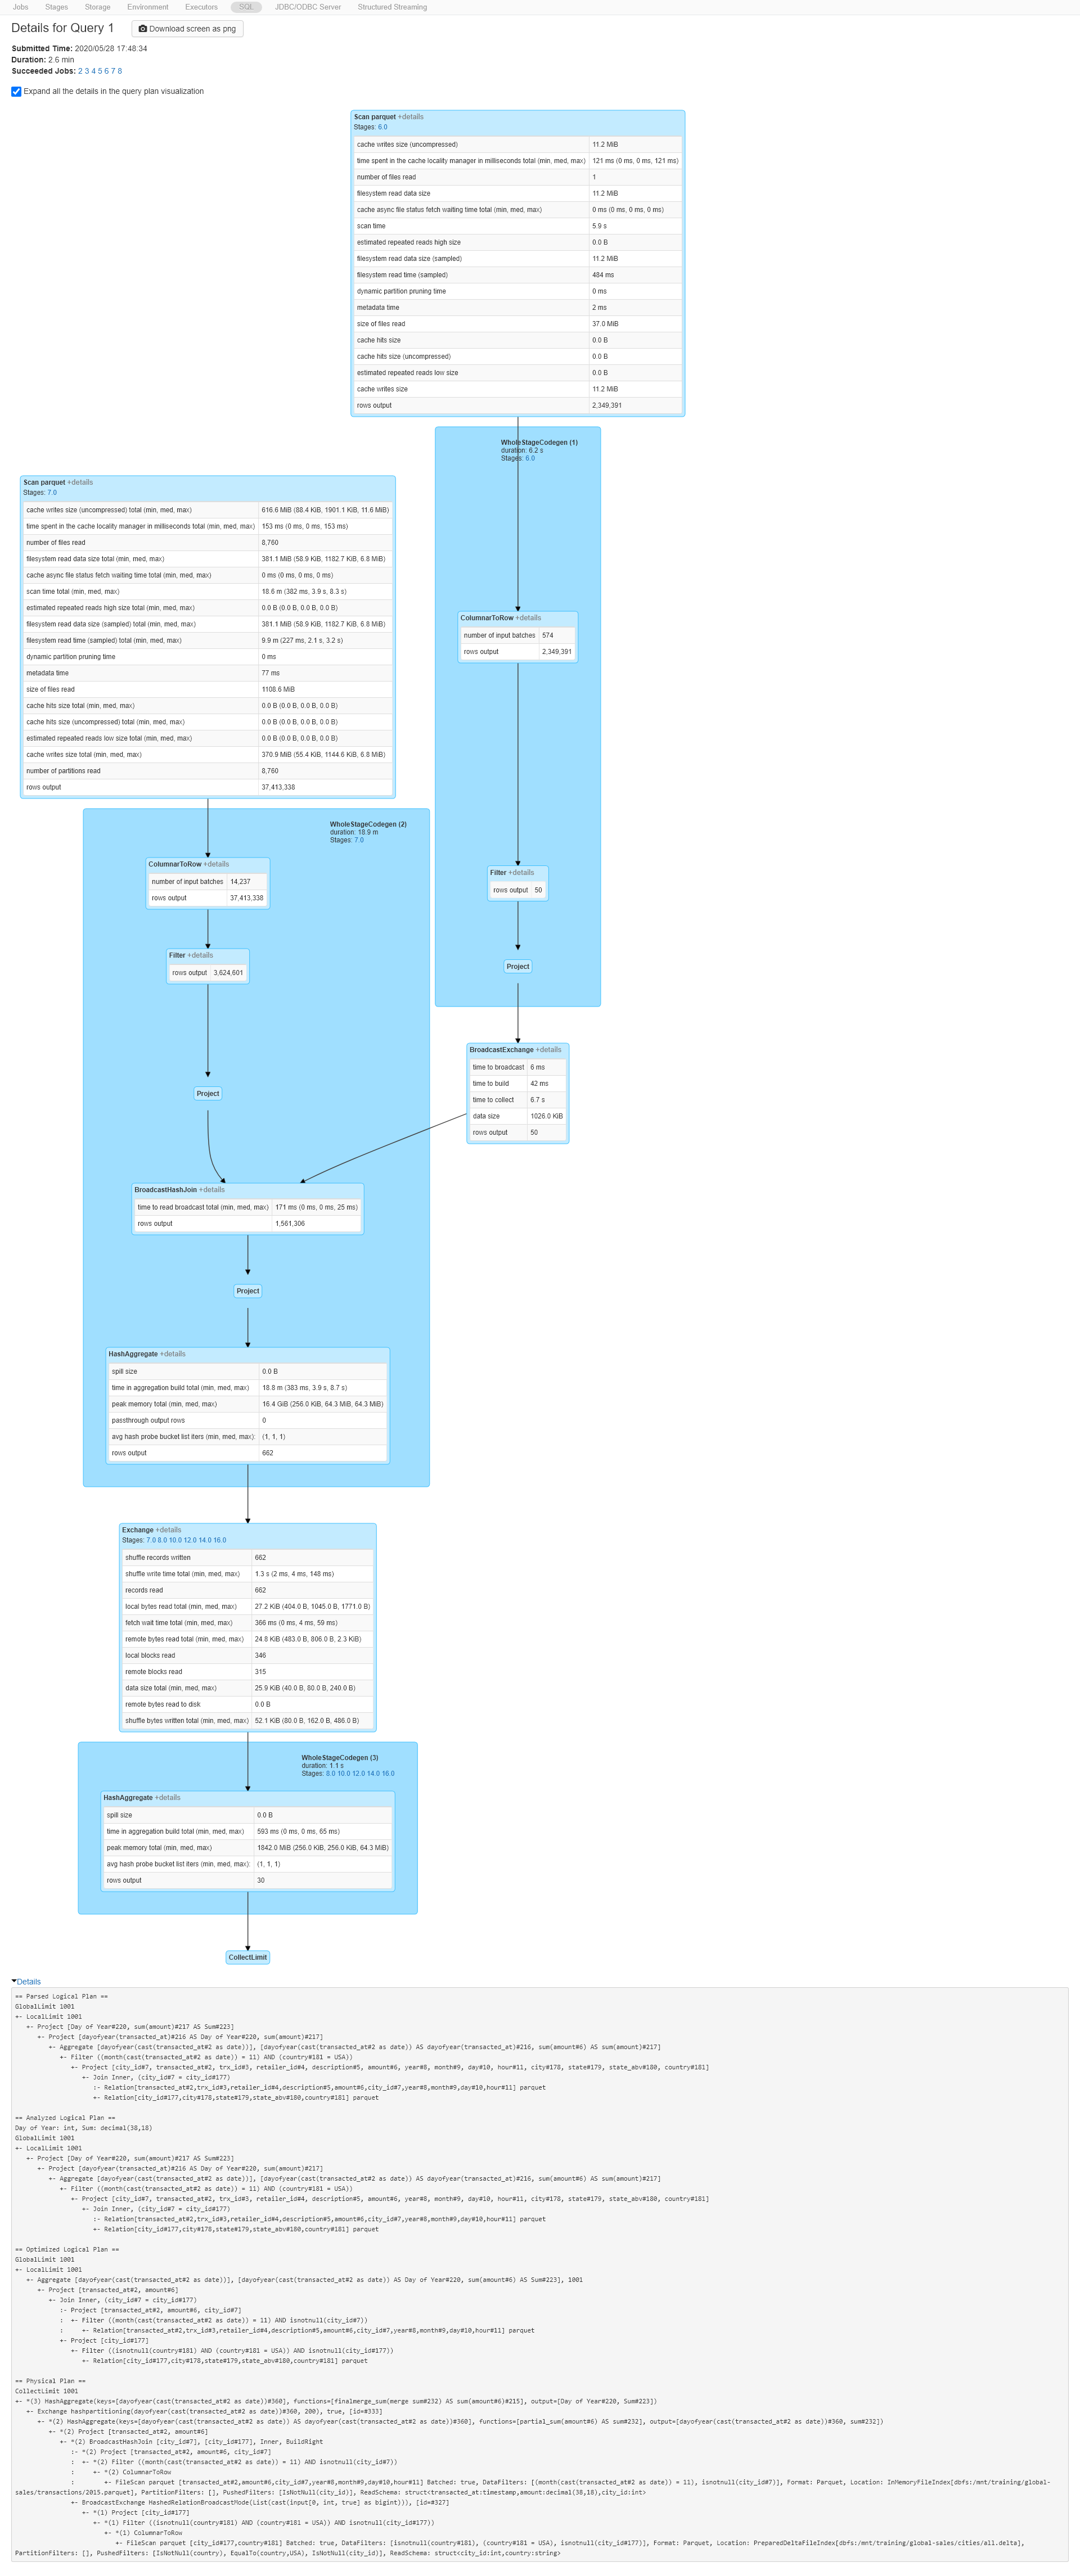 Jobs Stages Storage Environment Executors SQL JDBC/ODBC Server Structured Streaming
Details for Query 1
Download screen as png
Submitted Time: 2020/05/28 17:48:34
Duration: 2.6 min
Succeeded Jobs: 2 3 4 5 6 7 8
Expand all the details in the query plan visualization
Scan parquet +details
Stages: 6.0
cache writes size (uncompressed) 11.2 MiB
time spent in the cache locality manager in milliseconds total (min, med, max) 121 ms (0 ms, 0 ms, 121 ms)
number of files read 1
filesystem read data size 11.2 MiB
cache async file status fetch waiting time total (min, med, max) 0 ms (0 ms, 0 ms, 0 ms)
scan time 5.9 s
estimated repeated reads high size 0.0 B
filesystem read data size (sampled) 11.2 MiB
filesystem read time (sampled) 484 ms
dynamic partition pruning time 0 ms
metadata time 2 ms
size of files read 37.0 MiB
cache hits size 0.0 B
cache hits size (uncompressed) 0.0 B
estimated repeated reads low size 0.0 B
cache writes size 11.2 MiB
rows output 2,349,391
WholeStageCodegen (1)
duration: 6.2 s
Stages: 6.0
Scan parquet +details
Stages: 7.0
cache writes size (uncompressed) total (min, med, max) 616.6 MiB (88.4 KiB, 1901.1 KiB, 11.6 MiB)
time spent in the cache locality manager in milliseconds total (min, med, max) 153 ms (0 ms, 0 ms, 153 ms)
number of files read 8,760
filesystem read data size total (min, med, max) 381.1 MiB (58.9 KiB, 1182.7 KiB, 6.8 MiB)
cache async file status fetch waiting time total (min, med, max) 0 ms (0 ms, 0 ms, 0 ms)
scan time total (min, med, max) 18.6 m (382 ms, 3.9 s, 8.3 s)
estimated repeated reads high size total (min, med, max) 0.0 B (0.0 B, 0.0 B, 0.0 B)
filesystem read data size (sampled) total (min, med, max) 381.1 MiB (58.9 KiB, 1182.7 KiB, 6.8 MiB)
filesystem read time (sampled) total (min, med, max) 9.9 m (227 ms, 2.1 s, 3.2 s)
dynamic partition pruning time 0 ms
metadata time 77 ms
size of files read 1108.6 MiB
cache hits size total (min, med, max) 0.0 B (0.0 B, 0.0 B, 0.0 B)
cache hits size (uncompressed) total (min, med, max) 0.0 B (0.0 B, 0.0 B, 0.0 B)
estimated repeated reads low size total (min, med, max) 0.0 B (0.0 B, 0.0 B, 0.0 B)
cache writes size total (min, med, max) 370.9 MiB (55.4 KiB, 1144.6 KiB, 6.8 MiB)
number of partitions read 8,760
rows output 37,413,338
ColumnarToRow +details
number of input batches 574
rows output 2,349,391
WholeStageCodegen (2)
duration: 18.9 m
Stages: 7.0
ColumnarToRow +details
number of input batches 14,237
rows output 37,413,338
Filter +details
rows output 50
Filter +details
rows output 3,624,601
Project
BroadcastExchange +details
time to broadcast 6 ms
time to build 42 ms
time to collect 6.7 s
data size 1026.0 KiB
rows output 50
Project
BroadcastHashJoin +details
time to read broadcast total (min, med, max) 171 ms (0 ms, 0 ms, 25 ms)
rows output 1,561,306
Project
HashAggregate +details
spill size 0.0 B
time in aggregation build total (min, med, max) 18.8 m (383 ms, 3.9 s, 8.7 s)
peak memory total (min, med, max) 16.4 GiB (256.0 KiB, 64.3 MiB, 64.3 MiB)
passthrough output rows 0
avg hash probe bucket list iters (min, med, max): (1, 1, 1)
rows output 662
Exchange +details
Stages: 7.0 8.0 10.0 12.0 14.0 16.0
shuffle records written 662
shuffle write time total (min, med, max) 1.3 s (2 ms, 4 ms, 148 ms)
records read 662
local bytes read total (min, med, max) 27.2 KiB (404.0 B, 1045.0 B, 1771.0 B)
fetch wait time total (min, med, max) 366 ms (0 ms, 4 ms, 59 ms)
remote bytes read total (min, med, max) 24.8 KiB (483.0 B, 806.0 B, 2.3 KiB)
local blocks read 346
remote blocks read 315
data size total (min, med, max) 25.9 KiB (40.0 B, 80.0 B, 240.0 B)
remote bytes read to disk 0.0 B
shuffle bytes written total (min, med, max) 52.1 KiB (80.0 B, 162.0 B, 486.0 B)
WholeStageCodegen (3)
duration: 1.1 s
Stages: 8.0 10.0 12.0 14.0 16.0
HashAggregate +details
spill size 0.0 B
time in aggregation build total (min, med, max) 593 ms (0 ms, 0 ms, 65 ms)
peak memory total (min, med, max) 1842.0 MiB (256.0 KiB, 256.0 KiB, 64.3 MiB)
avg hash probe bucket list iters (min, med, max): (1, 1, 1)
rows output 30
CollectLimit
Details
== Parsed Logical Plan ==
GlobalLimit 1001
+- LocalLimit 1001
+- Project [Day of Year#220, sum(amount)#217 AS Sum#223]
+- Project [dayofyear(transacted_at)#216 AS Day of Year#220, sum(amount)#217]
+- Aggregate [dayofyear(cast(transacted_at#2 as date))], [dayofyear(cast(transacted_at#2 as date)) AS dayofyear(transacted_at)#216, sum(amount#6) AS sum(amount)#217]
+- Filter ((month(cast(transacted_at#2 as date)) = 11) AND (country#181 = USA))
+- Project [city_id#7, transacted_at#2, trx_id#3, retailer_id#4, description#5, amount#6, year#8, month#9, day#10, hour#11, city#178, state#179, state_abv#180, country#181]
+- Join Inner, (city_id#7 = city_id#177)
:- Relation[transacted_at#2,trx_id#3,retailer_id#4,description#5,amount#6,city_id#7,year#8,month#9,day#10,hour#11] parquet
+- Relation[city_id#177,city#178,state#179,state_abv#180,country#181] parquet
== Analyzed Logical Plan ==
Day of Year: int, Sum: decimal(38,18)
GlobalLimit 1001
+- LocalLimit 1001
+- Project [Day of Year#220, sum(amount)#217 AS Sum#223]
+- Project [dayofyear(transacted_at)#216 AS Day of Year#220, sum(amount)#217]
+- Aggregate [dayofyear(cast(transacted_at#2 as date))], [dayofyear(cast(transacted_at#2 as date)) AS dayofyear(transacted_at)#216, sum(amount#6) AS sum(amount)#217]
+- Filter ((month(cast(transacted_at#2 as date)) = 11) AND (country#181 = USA))
+- Project [city_id#7, transacted_at#2, trx_id#3, retailer_id#4, description#5, amount#6, year#8, month#9, day#10, hour#11, city#178, state#179, state_abv#180, country#181]
+- Join Inner, (city_id#7 = city_id#177)
:- Relation[transacted_at#2,trx_id#3,retailer_id#4,description#5,amount#6,city_id#7,year#8,month#9,day#10,hour#11] parquet
+- Relation[city_id#177,city#178,state#179,state_abv#180,country#181] parquet
== Optimized Logical Plan ==
GlobalLimit 1001
+- LocalLimit 1001
+- Aggregate [dayofyear(cast(transacted_at#2 as date))], [dayofyear(cast(transacted_at#2 as date)) AS Day of Year#220, sum(amount#6) AS Sum#223], 1001
+- Project [transacted_at#2, amount#6]
+- Join Inner, (city_id#7 = city_id#177)
:- Project [transacted_at#2, amount#6, city_id#7]
: +- Filter ((month(cast(transacted_at#2 as date)) = 11) AND isnotnull(city_id#7))
: +- Relation[transacted_at#2,trx_id#3,retailer_id#4,description#5,amount#6,city_id#7,year#8,month#9,day#10,hour#11] parquet
+- Project [city_id#177]
+- Filter ((isnotnull(country#181) AND (country#181 = USA)) AND isnotnull(city_id#177))
+- Relation[city_id#177,city#178,state#179,state_abv#180,country#181] parquet
== Physical Plan ==
CollectLimit 1001
+- *(3) HashAggregate(keys=[dayofyear(cast(transacted_at#2 as date))#360], functions=[finalmerge_sum(merge sum#232) AS sum(amount#6)#215], output=[Day of Year#220, Sum#223])
+- Exchange hashpartitioning(dayofyear(cast(transacted_at#2 as date))#360, 200), true, [id=#333]
+- *(2) HashAggregate(keys=[dayofyear(cast(transacted_at#2 as date)) AS dayofyear(cast(transacted_at#2 as date))#360], functions=[partial_sum(amount#6) AS sum#232], output=[dayofyear(cast(transacted_at#2 as date))#360, sum#232])
+- *(2) Project [transacted_at#2, amount#6]
+- *(2) BroadcastHashJoin [city_id#7], [city_id#177], Inner, BuildRight
:- *(2) Project [transacted_at#2, amount#6, city_id#7]
: +- *(2) Filter ((month(cast(transacted_at#2 as date)) = 11) AND isnotnull(city_id#7))
: +- *(2) ColumnarToRow
: +- FileScan parquet [transacted_at#2,amount#6,city_id#7,year#8,month#9,day#10,hour#11] Batched: true, DataFilters: [(month(cast(transacted_at#2 as date)) = 11), isnotnull(city_id#7)], Format: Parquet, Location: InMemoryFileIndex[dbfs:/mnt/training/global-
sales/transactions/2015.parquet], PartitionFilters: [], PushedFilters: [IsNotNull(city_id)], ReadSchema: struct<transacted_at:timestamp,amount:decimal(38,18),city_id:int>
+- BroadcastExchange HashedRelationBroadcastMode(List(cast(input[0, int, true] as bigint))), [id=#327]
+- *(1) Project [city_id#177]
+- *(1) Filter ((isnotnull(country#181) AND (country#181 = USA)) AND isnotnull(city_id#177))
+- *(1) ColumnarToRow
+- FileScan parquet [city_id#177,country#181] Batched: true, DataFilters: [isnotnull(country#181), (country#181 = USA), isnotnull(city_id#177)], Format: Parquet, Location: PreparedDeltaFileIndex[dbfs:/mnt/training/global-sales/cities/all.delta],
PartitionFilters: [], PushedFilters: [IsNotNull(country), EqualTo(country,USA), IsNotNull(city_id)], ReadSchema: struct<city_id:int,country:string>